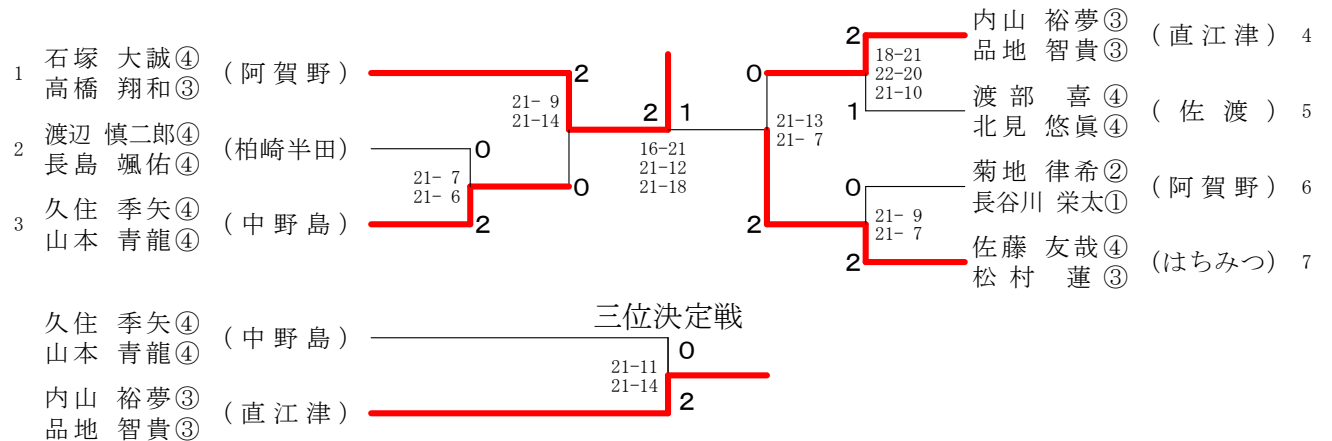 1 石塚 大誠④ (阿賀野)
高橋 翔和③
2 渡辺 慎二郎④ (柏崎半田)
長島 颯佑④
3 久住 季矢④ (中野島)
山本 青龍④
2
21- 9
21-14
0
0
21- 7
21- 6
2
2 1
16-21
21-12
21-18
0
21-13
21- 7
2
2
18-21
22-20
21-10
1
0
21- 9
21- 7
2
内山 裕夢③ (直江津) 4
品地 智貴③
渡部 喜④ (佐渡) 5
北見 悠眞④
菊地 律希② (阿賀野) 6
長谷川 栄太①
佐藤 友哉④ (はちみつ) 7
松村 蓮③
三位決定戦
久住 季矢④ (中野島)
山本 青龍④
0
21-11
21-14
2
内山 裕夢③ (直江津)
品地 智貴③